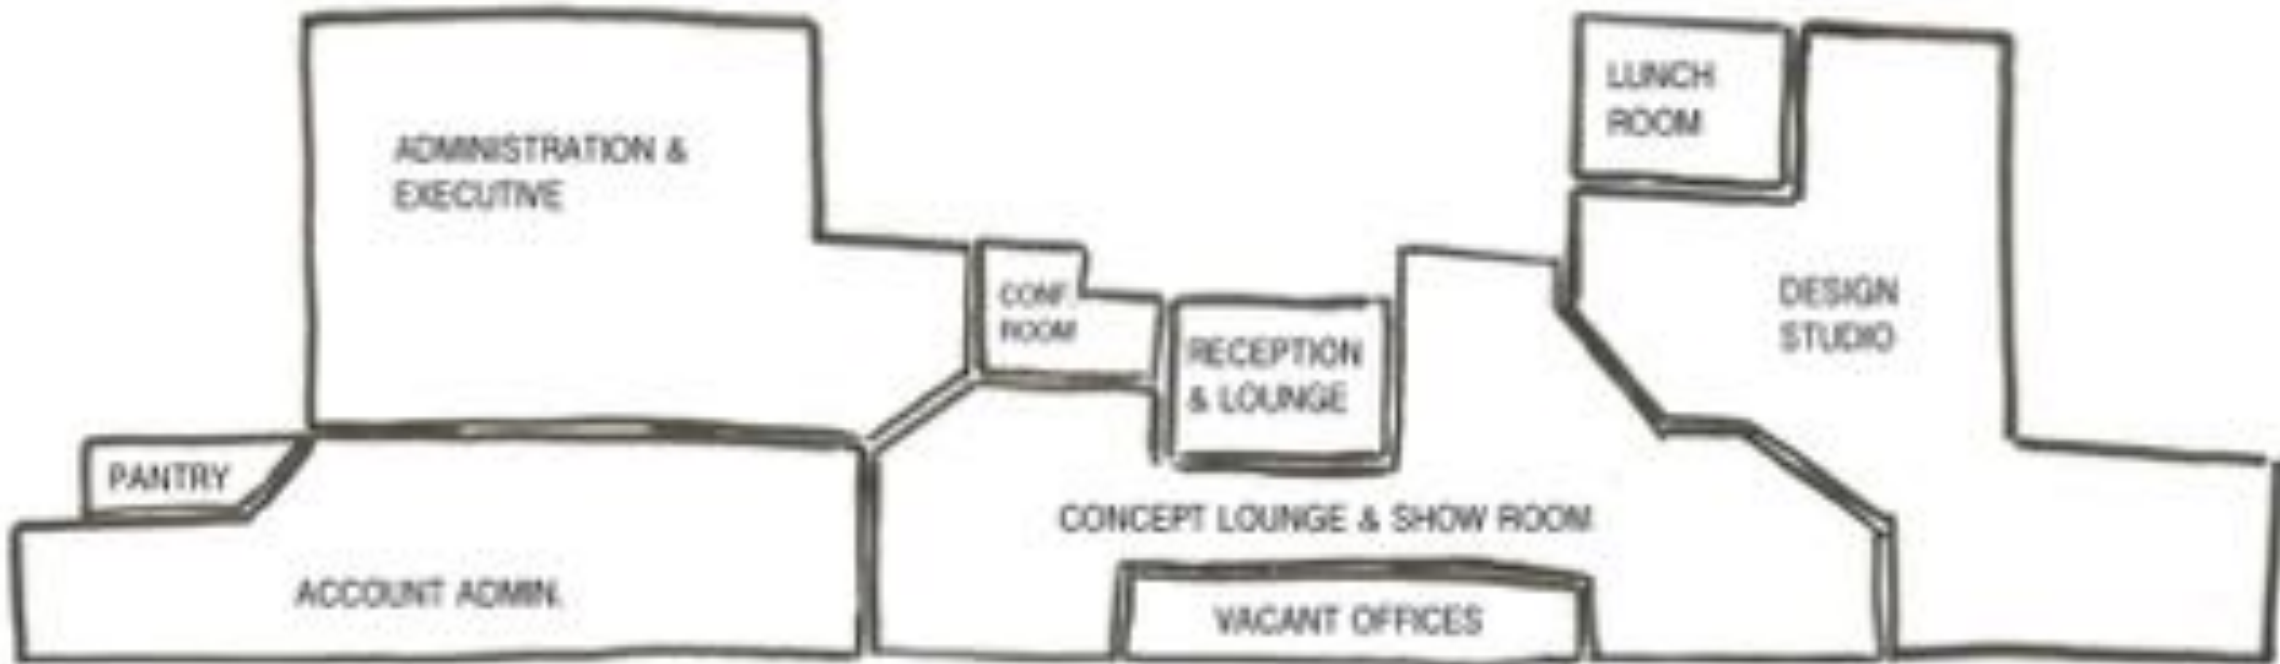 ADMINISTRATION &
EXECUTIVE
LUNCH
ROOM
CONF.
ROOM
RECEPTION
& LOUNGE
DESIGN
STUDIO
PANTRY
CONCEPT LOUNGE & SHOW ROOM
ACCOUNT ADMIN.
VACANT OFFICES